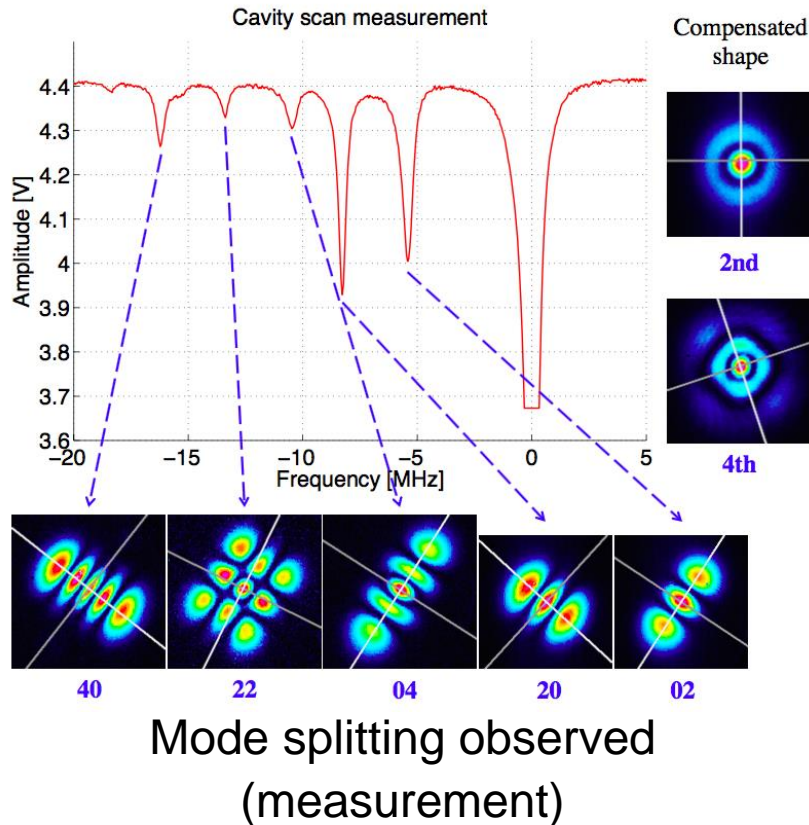 Cavity scan measurement
Compensated
shape
4.4
4.3
4.2
4.1
4
3.9
3.8
3.7
3.6
Amplitude [V]
−20
−15
−10
−5
0
5
Frequency [MHz]
2nd
4th
40
22
04
20
02
Mode splitting observed
(measurement)